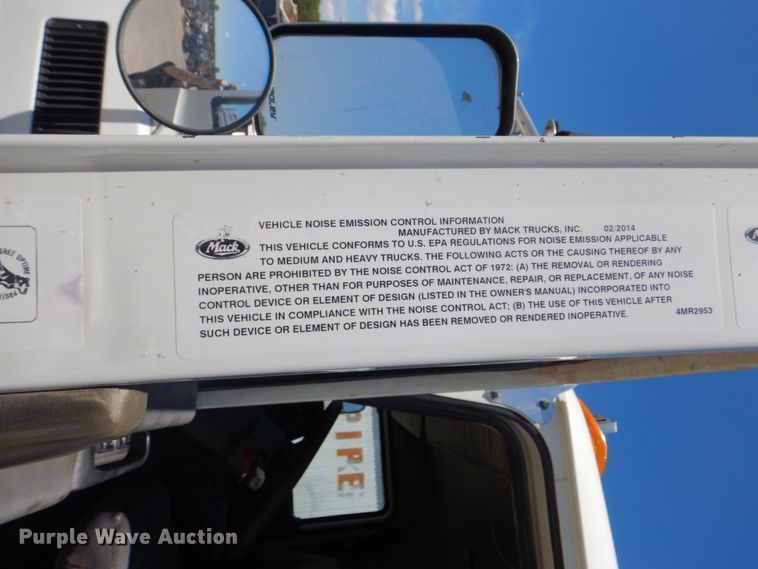 VEHICLE NOISE EMISSION CONTROL INFORMATION
MANUFACTURED BY MACK TRUCKS, INC. 02/2014
Mack
THIS VEHICLE CONFORMS TO U.S. EPA REGULATIONS FOR NOISE EMISSION APPLICABLE
TO MEDIUM AND HEAVY TRUCKS. THE FOLLOWING ACTS OR THE CAUSING THEREOF BY ANY
PERSON ARE PROHIBITED BY THE NOISE CONTROL ACT OF 1972: (A) THE REMOVAL OR RENDERING
INOPERATIVE, OTHER THAN FOR PURPOSES OF MAINTENANCE, REPAIR, OR REPLACEMENT, OF ANY NOISE
CONTROL DEVICE OR ELEMENT OF DESIGN (LISTED IN THE OWNER'S MANUAL) INCORPORATED INTO
THIS VEHICLE IN COMPLIANCE WITH THE NOISE CONTROL ACT; (B) THE USE OF THIS VEHICLE AFTER
SUCH DEVICE OR ELEMENT OF DESIGN HAS BEEN REMOVED OR RENDERED INOPERATIVE. 4MR2953
PIPE
Purple Wave Auction